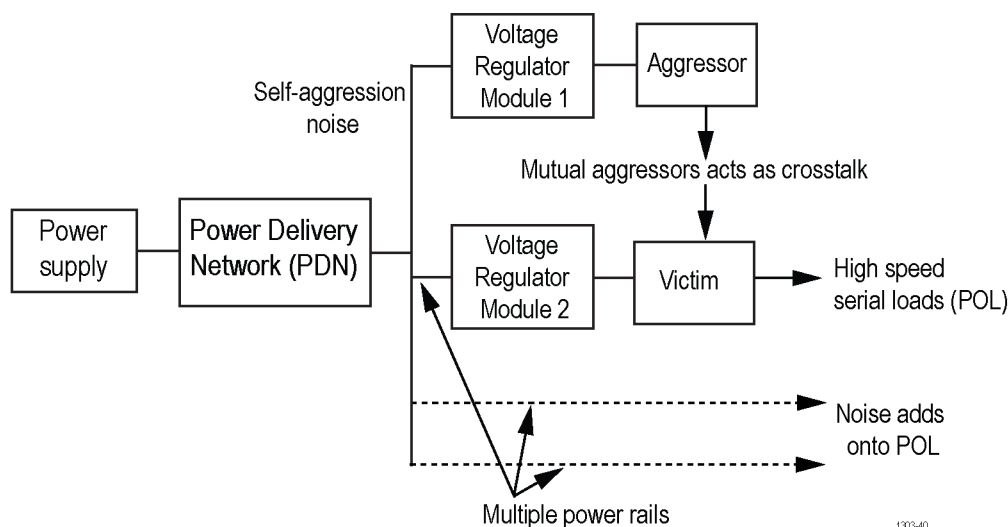 Voltage
Regulator
Module 1
Aggressor
Self-aggression
noise
Mutual aggressors acts as crosstalk
Power
supply
Power Delivery
Network (PDN)
Voltage
Regulator
Module 2
Victim
High speed
serial loads (POL)
Noise adds
onto POL
Multiple power rails
1303-40